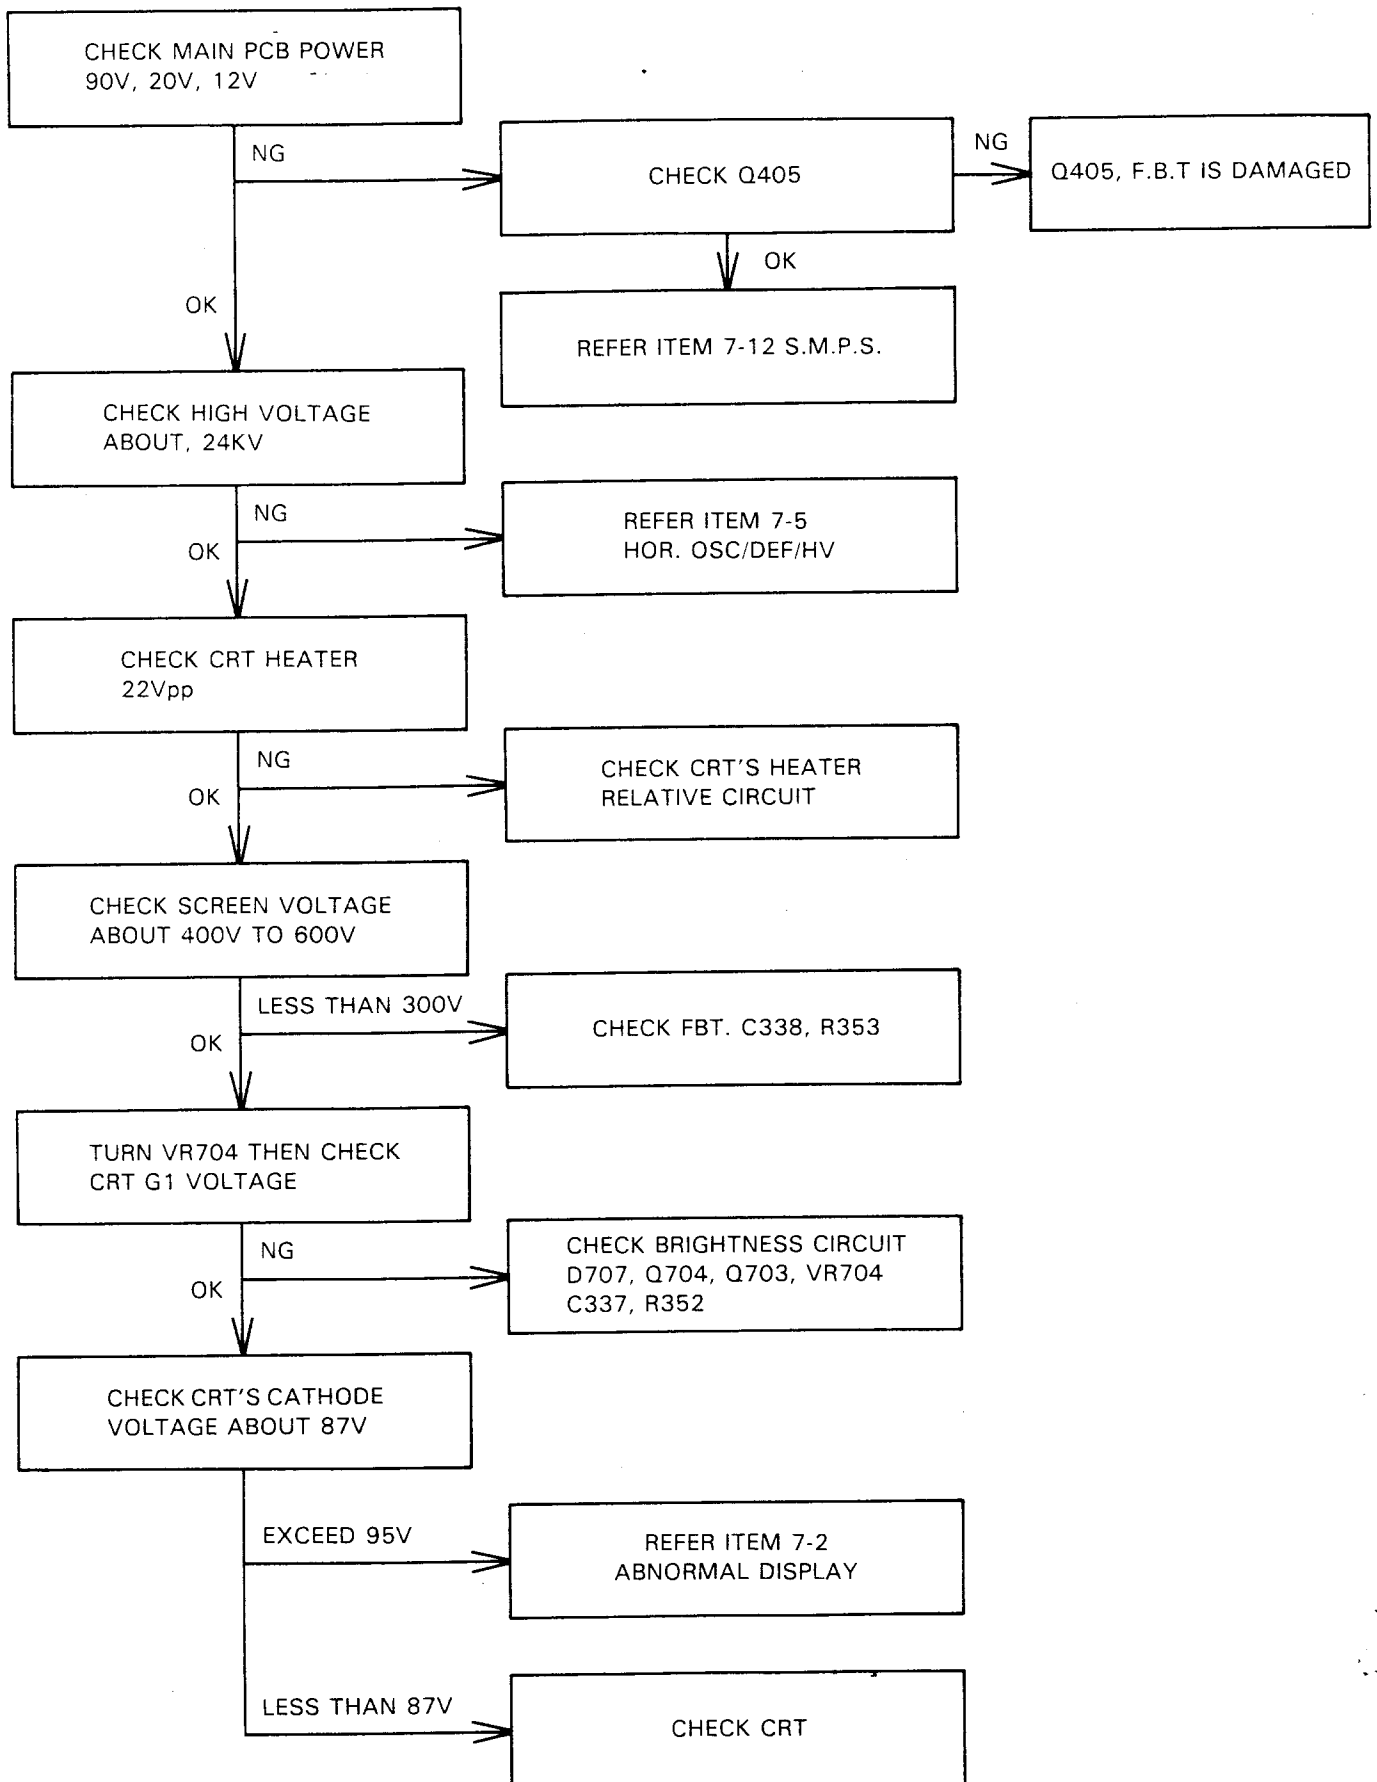 CHECK MAIN PCB POWER
90V, 20V, 12V
NG
CHECK Q405
NG
Q405, F.B.T IS DAMAGED
OK
REFER ITEM 7-12 S.M.P.S.
OK
CHECK HIGH VOLTAGE
ABOUT, 24KV
NG
REFER ITEM 7-5
HOR. OSC/DEF/HV
OK
CHECK CRT HEATER
22Vpp
NG
CHECK CRT'S HEATER
RELATIVE CIRCUIT
OK
CHECK SCREEN VOLTAGE
ABOUT 400V TO 600V
LESS THAN 300V
CHECK FBT. C338, R353
OK
TURN VR704 THEN CHECK
CRT G1 VOLTAGE
NG
CHECK BRIGHTNESS CIRCUIT
D707, Q704, Q703, VR704
C337, R352
OK
CHECK CRT'S CATHODE
VOLTAGE ABOUT 87V
EXCEED 95V
REFER ITEM 7-2
ABNORMAL DISPLAY
LESS THAN 87V
CHECK CRT